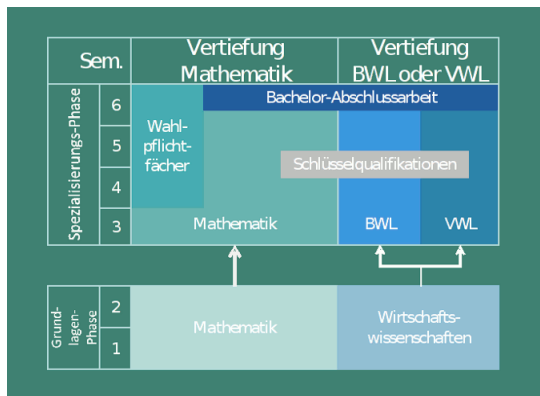 Sem.
Vertiefung
Mathematik
Vertiefung
BWL oder VWL
Spezialisierungs-Phase
6
5
4
3
Bachelor-Abschlussarbeit
Wahl-
pflicht-
fächer
Schlüsselqualifikationen
Mathematik
BWL
VWL
Grund-
lagen-
Phase
2
1
Mathematik
Wirtschafts-
wissenschaften